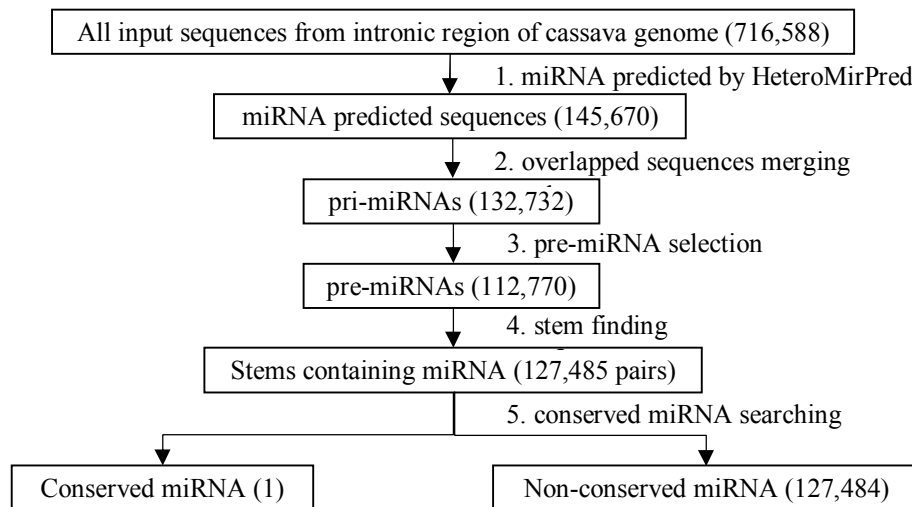 All input sequences from intronic region of cassava genome (716,588)
1. miRNA predicted by HeteroMirPred
miRNA predicted sequences (145,670)
2. overlapped sequences merging
pri-miRNAs (132,732)
3. pre-miRNA selection
pre-miRNAs (112,770)
4. stem finding
Stems containing miRNA (127,485 pairs)
5. conserved miRNA searching
Conserved miRNA (1)
Non-conserved miRNA (127,484)